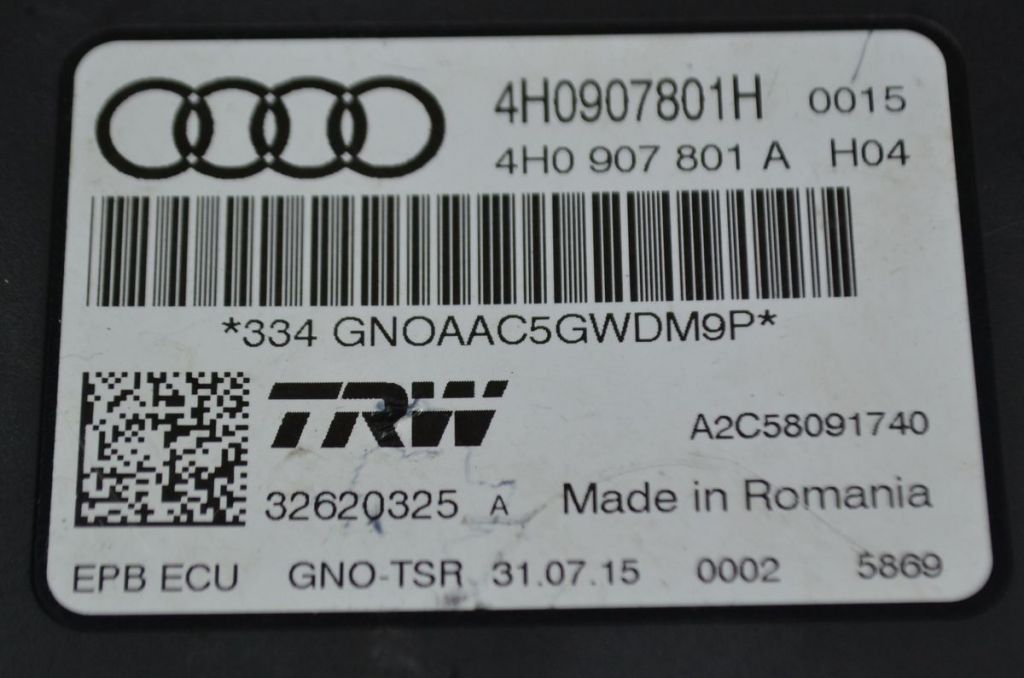 4H0907801H 0015
4H0 907 801 A H04
*334 GNOAAC5GWDM9P*
TRW A2C58091740
32620325 A Made in Romania
EPB ECU GNO-TSR 31.07.15 0002 5869